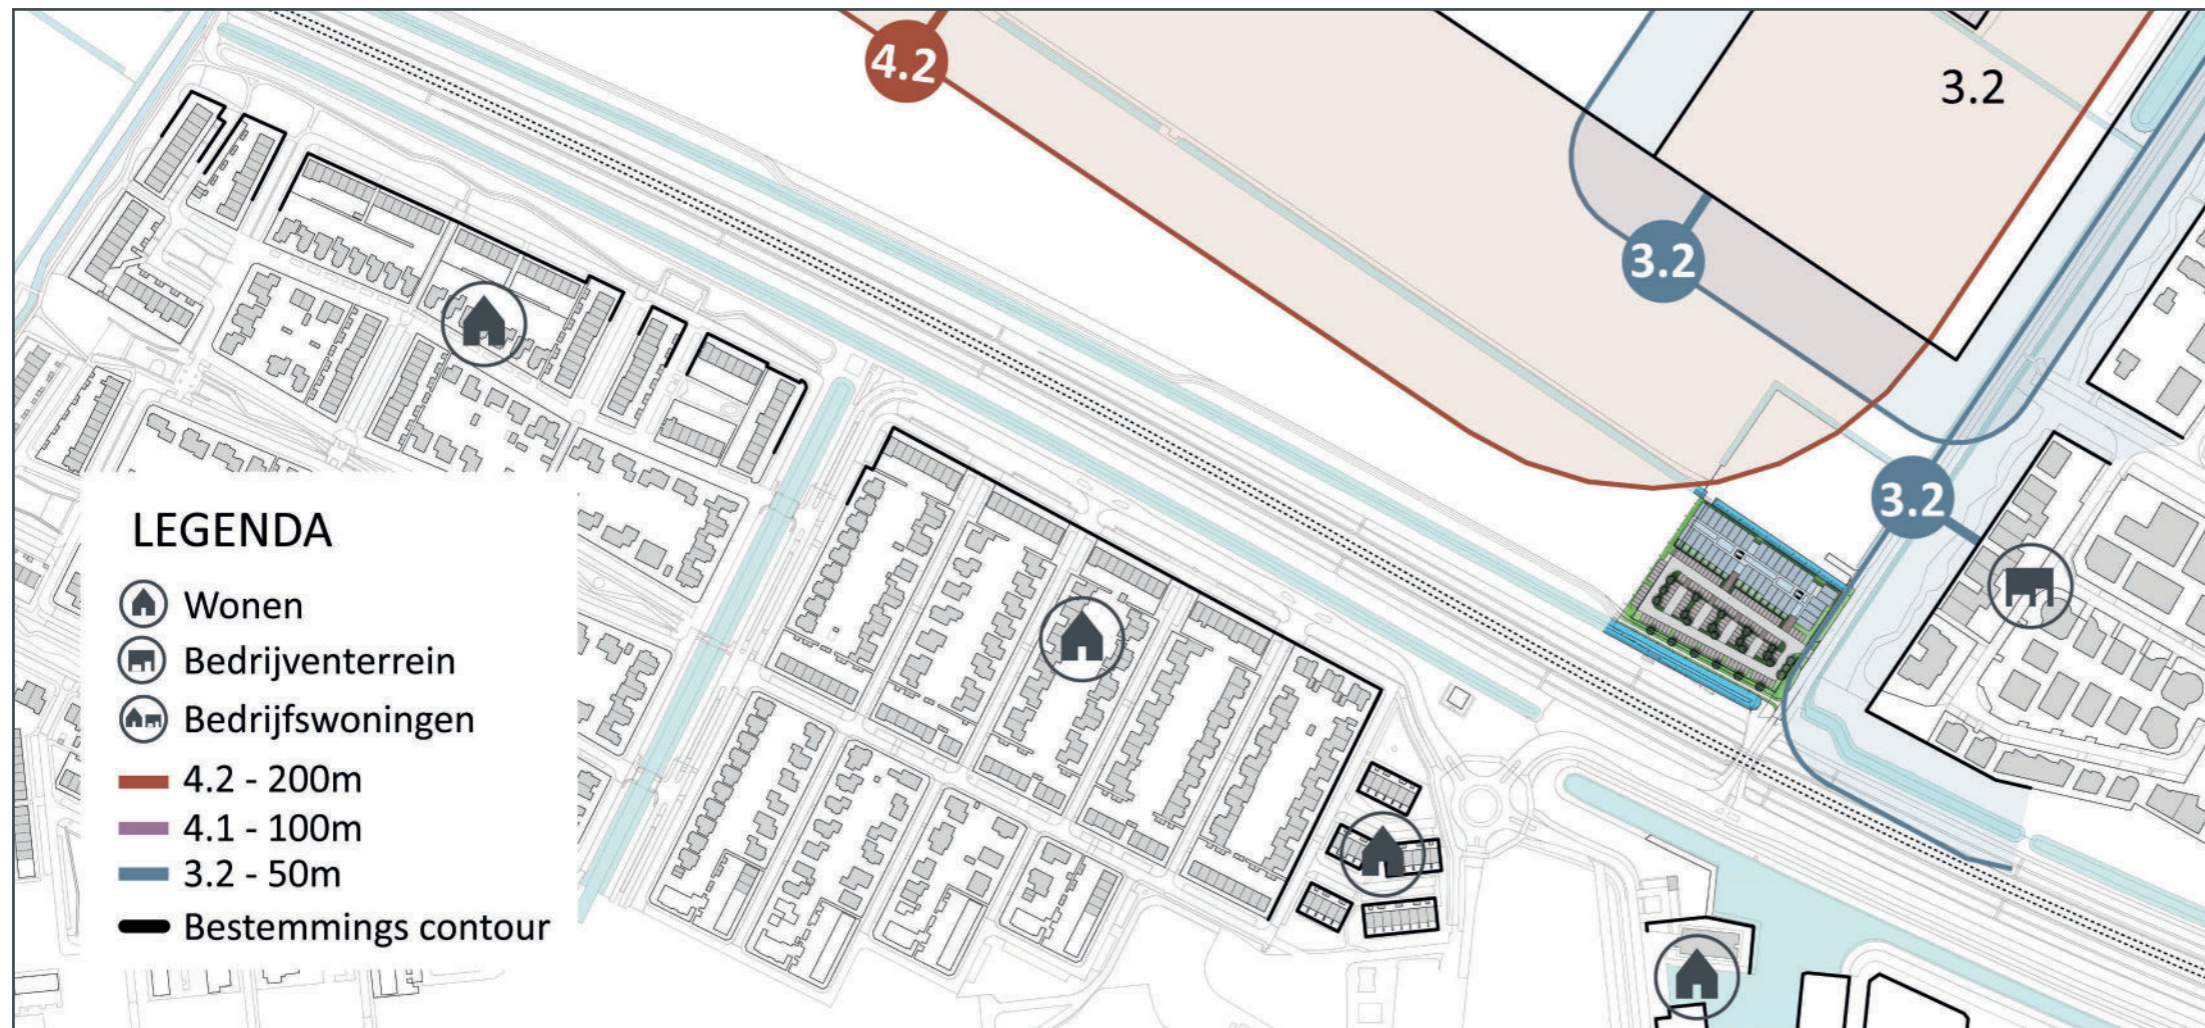 4.2
3.2
3.2
3.2
LEGENDA
Wonen
Bedrijventerrein
Bedrijfswoningen
4.2 - 200m
4.1 - 100m
3.2 - 50m
Bestemmings contour